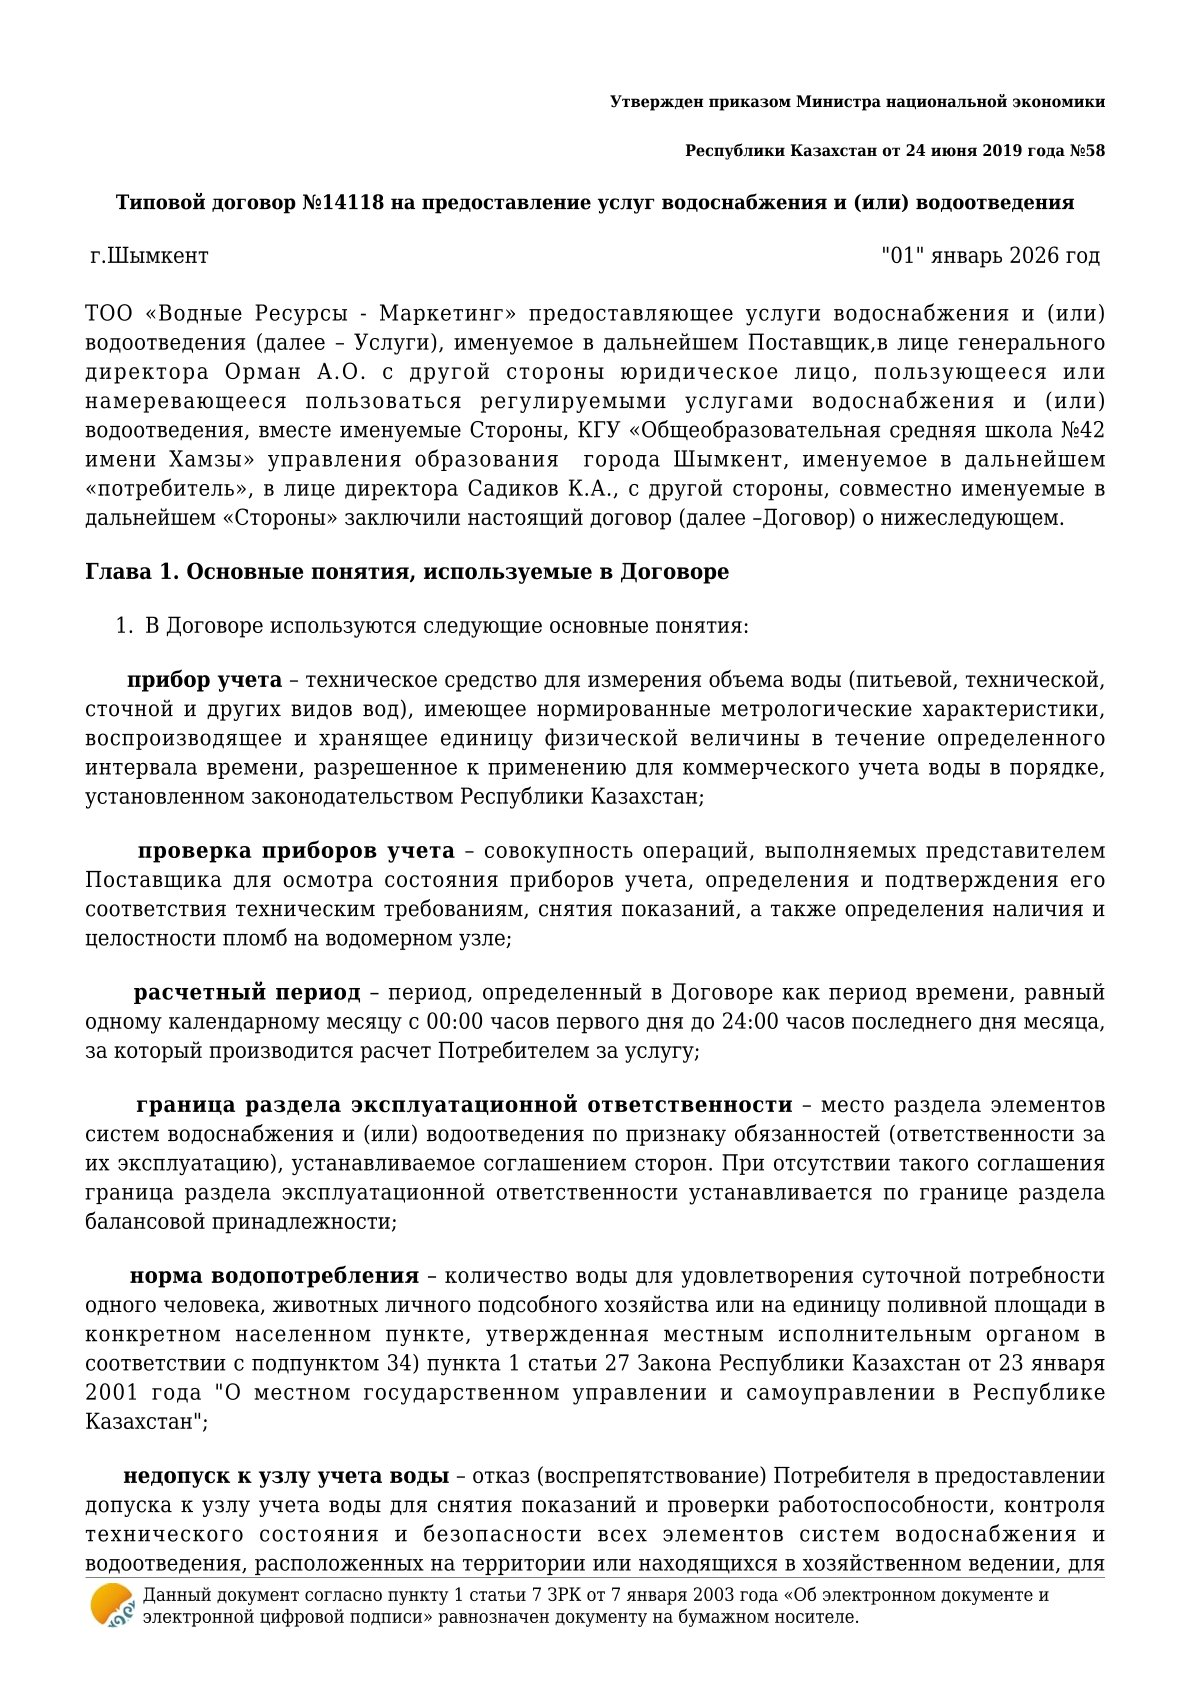 Утвержден приказом Министра национальной экономики
Республики Казахстан от 24 июня 2019 года №58
Типовой договор №14118 на предоставление услуг водоснабжения и (или) водоотведения
г.Шымкент "01" январь 2026 год
ТОО «Водные Ресурсы - Маркетинг» предоставляющее услуги водоснабжения и (или)
водоотведения (далее – Услуги), именуемое в дальнейшем Поставщик,в лице генерального
директора Орман А.О. с другой стороны юридическое лицо, пользующееся или
намеревающееся пользоваться регулируемыми услугами водоснабжения и (или)
водоотведения, вместе именуемые Стороны, КГУ «Общеобразовательная средняя школа №42
имени Хамзы» управления образования города Шымкент, именуемое в дальнейшем
«потребитель», в лице директора Садиков К.А., с другой стороны, совместно именуемые в
дальнейшем «Стороны» заключили настоящий договор (далее –Договор) о нижеследующем.
Глава 1. Основные понятия, используемые в Договоре
1. В Договоре используются следующие основные понятия:
прибор учета – техническое средство для измерения объема воды (питьевой, технической,
сточной и других видов вод), имеющее нормированные метрологические характеристики,
воспроизводящее и хранящее единицу физической величины в течение определенного
интервала времени, разрешенное к применению для коммерческого учета воды в порядке,
установленном законодательством Республики Казахстан;
проверка приборов учета – совокупность операций, выполняемых представителем
Поставщика для осмотра состояния приборов учета, определения и подтверждения его
соответствия техническим требованиям, снятия показаний, а также определения наличия и
целостности пломб на водомерном узле;
расчетный период – период, определенный в Договоре как период времени, равный
одному календарному месяцу с 00:00 часов первого дня до 24:00 часов последнего дня месяца,
за который производится расчет Потребителем за услугу;
граница раздела эксплуатационной ответственности – место раздела элементов
систем водоснабжения и (или) водоотведения по признаку обязанностей (ответственности за
их эксплуатацию), устанавливаемое соглашением сторон. При отсутствии такого соглашения
граница раздела эксплуатационной ответственности устанавливается по границе раздела
балансовой принадлежности;
норма водопотребления – количество воды для удовлетворения суточной потребности
одного человека, животных личного подсобного хозяйства или на единицу поливной площади в
конкретном населенном пункте, утвержденная местным исполнительным органом в
соответствии с подпунктом 34) пункта 1 статьи 27 Закона Республики Казахстан от 23 января
2001 года "О местном государственном управлении и самоуправлении в Республике
Казахстан";
недопуск к узлу учета воды – отказ (воспрепятствование) Потребителя в предоставлении
допуска к узлу учета воды для снятия показаний и проверки работоспособности, контроля
технического состояния и безопасности всех элементов систем водоснабжения и
водоотведения, расположенных на территории или находящихся в хозяйственном ведении, для
Данный документ согласно пункту 1 статьи 7 ЗРК от 7 января 2003 года «Об электронном документе и
электронной цифровой подписи» равнозначен документу на бумажном носителе.